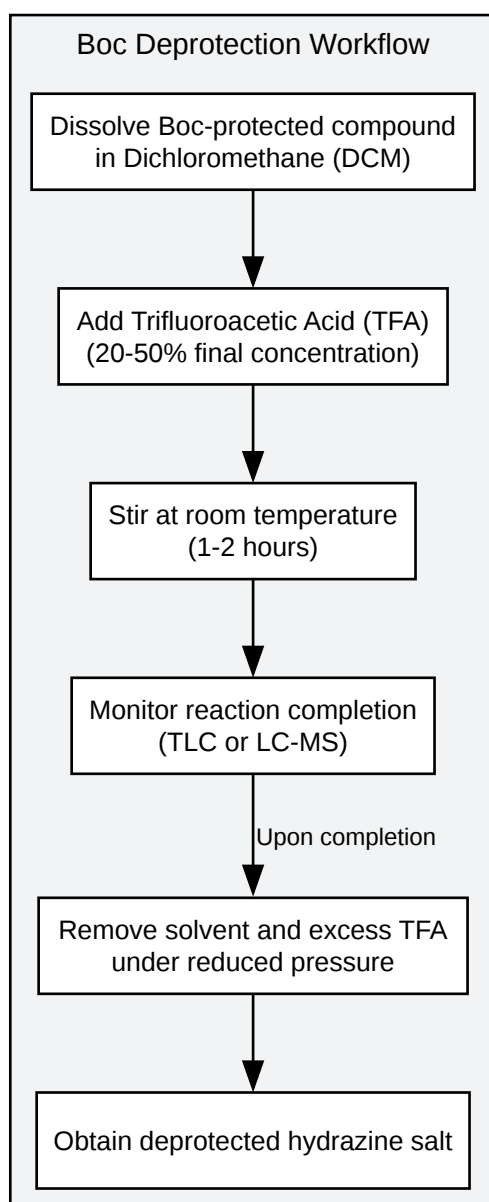 Boc Deprotection Workflow
Dissolve Boc-protected compound
in Dichloromethane (DCM)
Add Trifluoroacetic Acid (TFA)
(20-50% final concentration)
Stir at room temperature
(1-2 hours)
Monitor reaction completion
(TLC or LC-MS)
Upon completion
Remove solvent and excess TFA
under reduced pressure
Obtain deprotected hydrazine salt